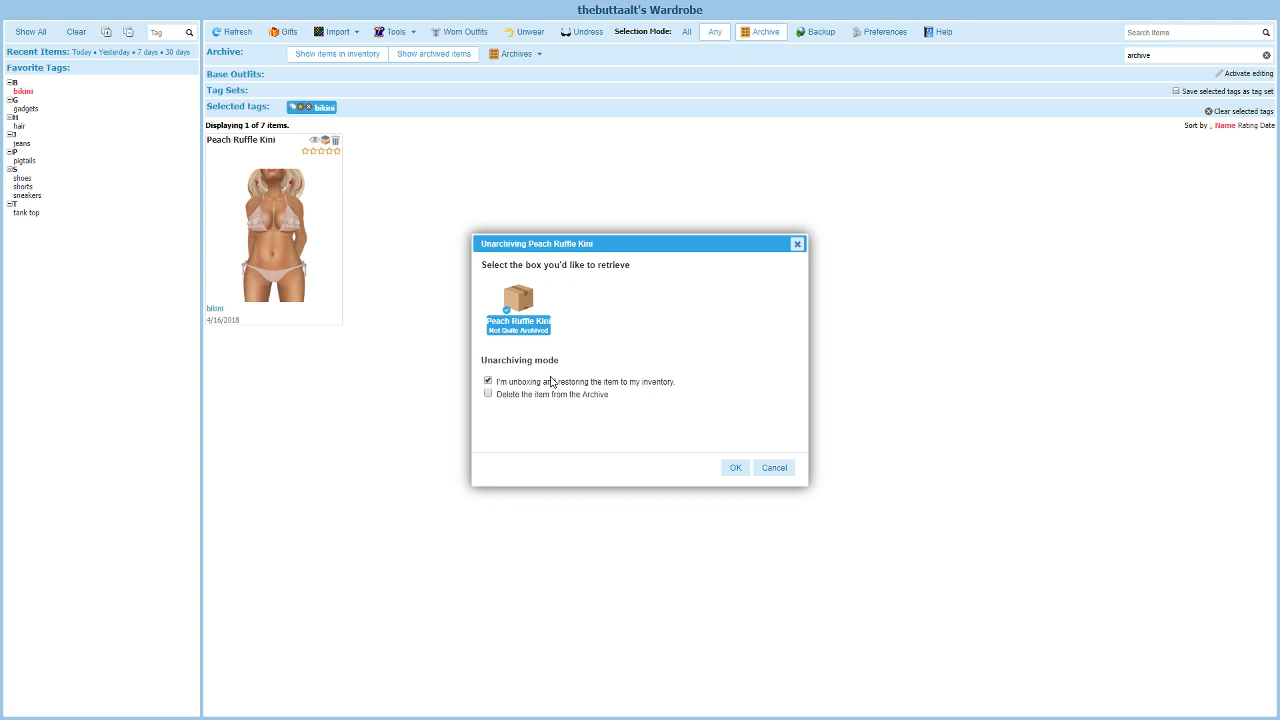 thebuttaalt's Wardrobe
Show All Clear Tag
Refresh Gifts Import Tools Worn Outfits Unwear Undress Selection Mode: All Any Archive Backup Preferences Help Search Items
Recent Items: Today • Yesterday • 7 days • 30 days
Archive: Show items in inventory Show archived items Archives archive
Favorite Tags:
Base Outfits: Activate editing
Tag Sets: Save selected tags as tag set
Selected tags: bikini Clear selected tags
Displaying 1 of 7 items. Sort by Name Rating Date
B
bikini
G
gadgets
H
hair
J
jeans
P
pigtails
S
shoes
shorts
sneakers
T
tank top
Peach Ruffle Kini
bikini
4/16/2018
Unarchiving Peach Ruffle Kini
Select the box you'd like to retrieve
Peach Ruffle Kini
Not Quite Archived
Unarchiving mode
I'm unboxing and restoring the item to my inventory.
Delete the item from the Archive
OK Cancel